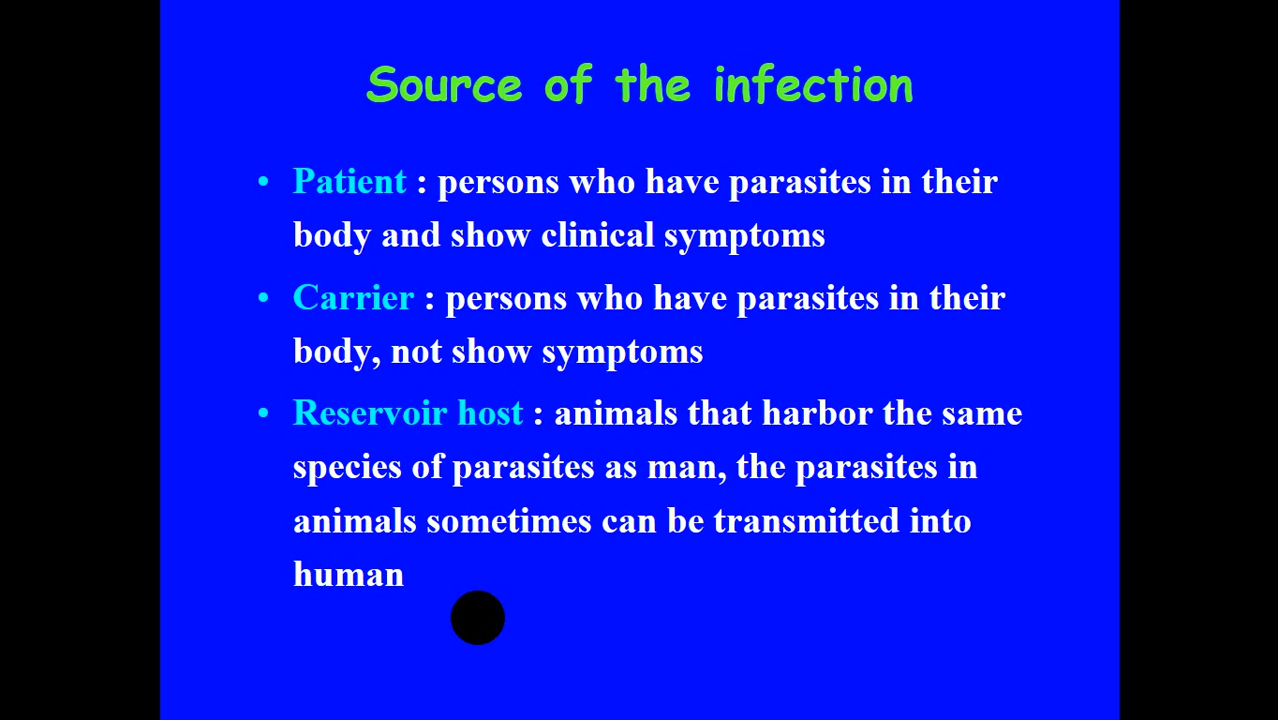 Source of the infection
• Patient : persons who have parasites in their
body and show clinical symptoms
• Carrier : persons who have parasites in their
body, not show symptoms
• Reservoir host : animals that harbor the same
species of parasites as man, the parasites in
animals sometimes can be transmitted into
human